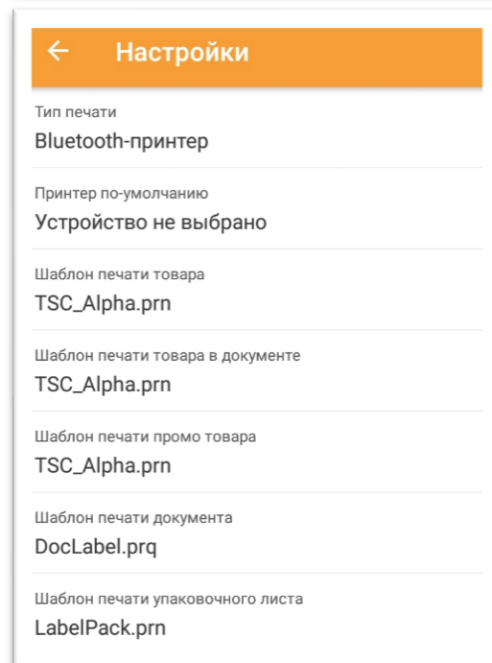 Настройки
Тип печати
Bluetooth-принтер
Принтер по-умолчанию
Устройство не выбрано
Шаблон печати товара
TSC_Alpha.prn
Шаблон печати товара в документе
TSC_Alpha.prn
Шаблон печати промо товара
TSC_Alpha.prn
Шаблон печати документа
DocLabel.prq
Шаблон печати упаковочного листа
LabelPack.prn